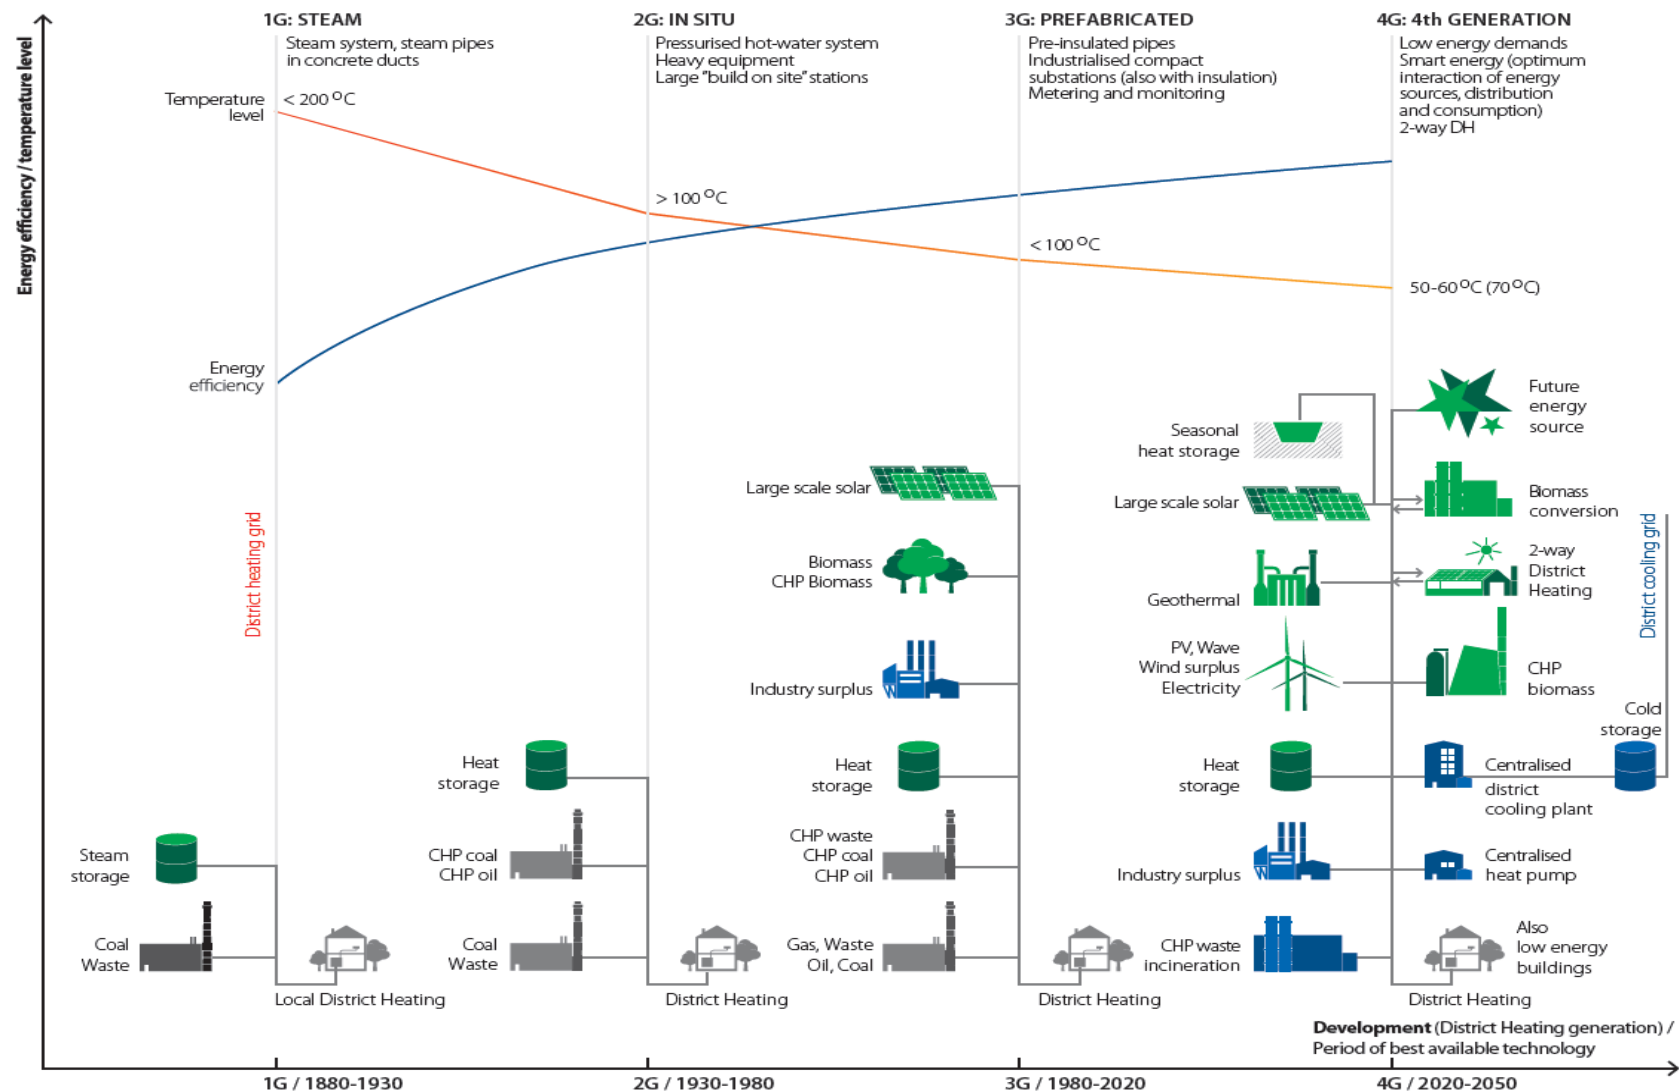 1G: STEAM
Steam system, steam pipes
in concrete ducts
2G: IN SITU
Pressurised hot-water system
Heavy equipment
Large "build on site" stations
3G: PREFABRICATED
Pre-insulated pipes
Industrialised compact
substations (also with insulation)
Metering and monitoring
4G: 4th GENERATION
Low energy demands
Smart energy (optimum
interaction of energy
sources, distribution
and consumption)
2-way DH
Energy efficiency / temperature level
Temperature
level
< 200 °C
> 100 °C
< 100 °C
50-60 °C (70 °C)
Energy
efficiency
District heating grid
Steam
storage
Coal
Waste
Local District Heating
Heat
storage
CHP coal
CHP oil
Coal
Waste
District Heating
Large scale solar
Biomass
CHP Biomass
Industry surplus
Heat
storage
CHP waste
CHP coal
CHP oil
Gas, Waste
Oil, Coal
District Heating
Seasonal
heat storage
Large scale solar
Geothermal
PV, Wave
Wind surplus
Electricity
Heat
storage
Industry surplus
CHP waste
incineration
Future
energy
source
Biomass
conversion
2-way
District
Heating
CHP
biomass
Cold
storage
Centralised
district
cooling plant
Centralised
heat pump
Also
low energy
buildings
District Heating
District cooling grid
Development (District Heating generation) /
Period of best available technology
1G / 1880-1930
2G / 1930-1980
3G / 1980-2020
4G / 2020-2050